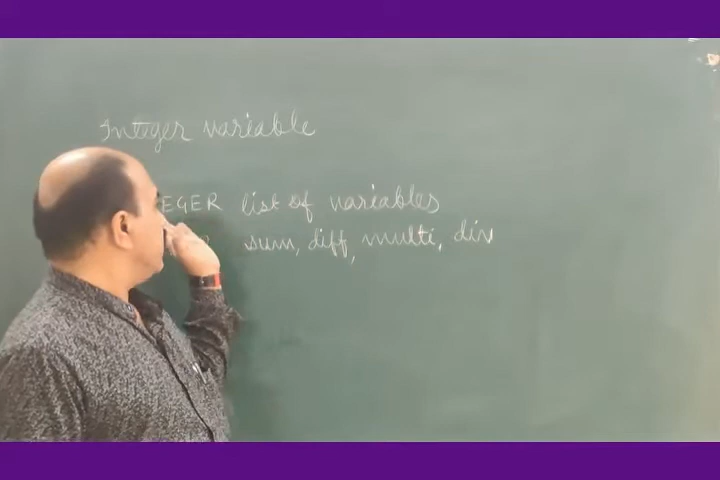 Integer variable
EGER list of variables
sum, diff, multi, div